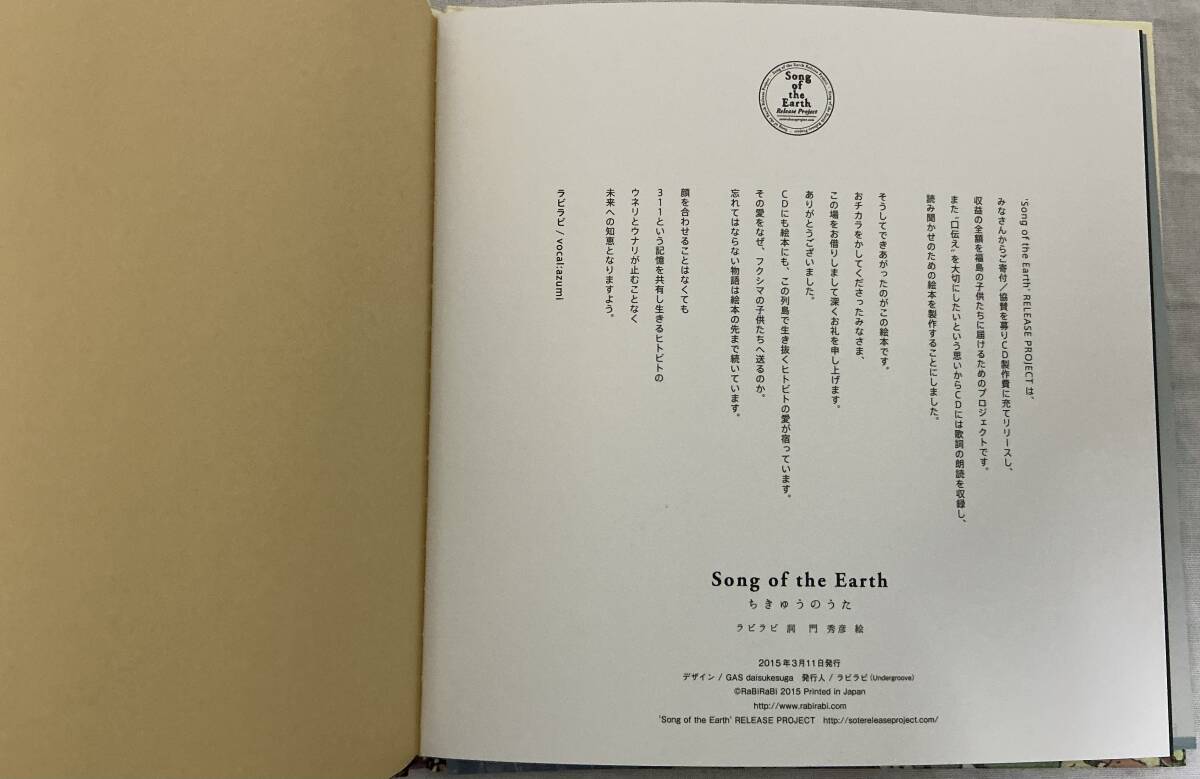 Song
of
the
Earth
Release Project
'Song of the Earth' RELEASE PROJECT は、
みなさんからご寄付／協賛を募りCD製作費に充てリリースし、
収益の全額を福島の子供たちに届けるためのプロジェクトです。
また"口伝え"を大切にしたいという思いからCDには歌詞の朗読を収録し、
読み聞かせのための絵本を製作することにしました。
そうしてできあがったのがこの絵本です。
おチカラをかしてくださったみなさま、
この場をお借りしまして深くお礼を申し上げます。
ありがとうございました。
CDにも絵本にも、この列島で生き抜くヒトビトの愛が宿っています。
その愛をなぜ、フクシマの子供たちへ送るのか。
忘れてはならない物語は絵本の先まで続いています。
顔を合わせることはなくても
311という記憶を共有し生きるヒトビトの
ウネリとウナリが止むことなく
未来への知恵となりますよう。
ラビラビ / vocal:azumi
Song of the Earth
ちきゅうのうた
ラビラビ 詞 門 秀彦 絵
2015年3月11日発行
デザイン / GAS daisukesuga 発行人 / ラビラビ (Undergroove)
©RaBiRaBi 2015 Printed in Japan
http://www.rabirabi.com
'Song of the Earth' RELEASE PROJECT http://sotereleaseproject.com/